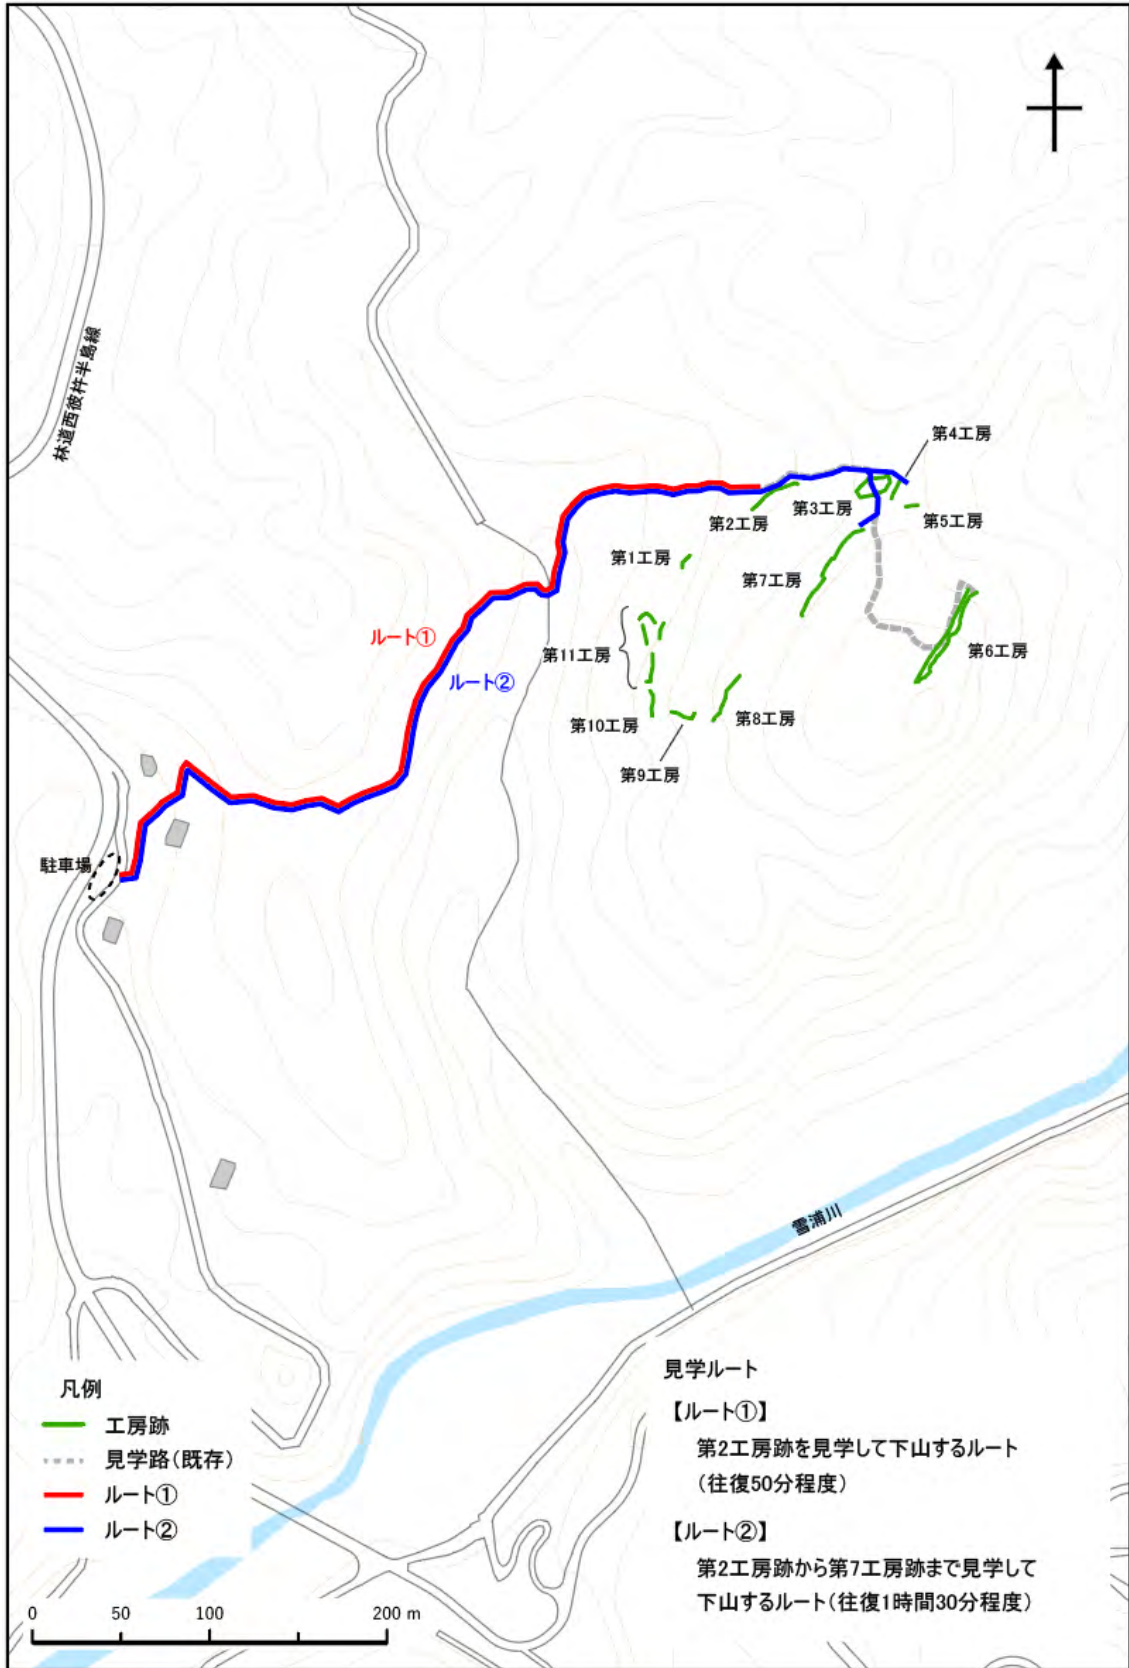 林道西彼杵半島線
第4工房
第3工房
第2工房
第5工房
第1工房
第7工房
ルート①
第11工房
第6工房
ルート②
第10工房
第8工房
第9工房
駐車場
雪浦川
凡例
工房跡
見学路(既存)
ルート①
ルート②
0 50 100 200 m
見学ルート
【ルート①】
第2工房跡を見学して下山するルート
(往復50分程度)
【ルート②】
第2工房跡から第7工房跡まで見学して
下山するルート(往復1時間30分程度)